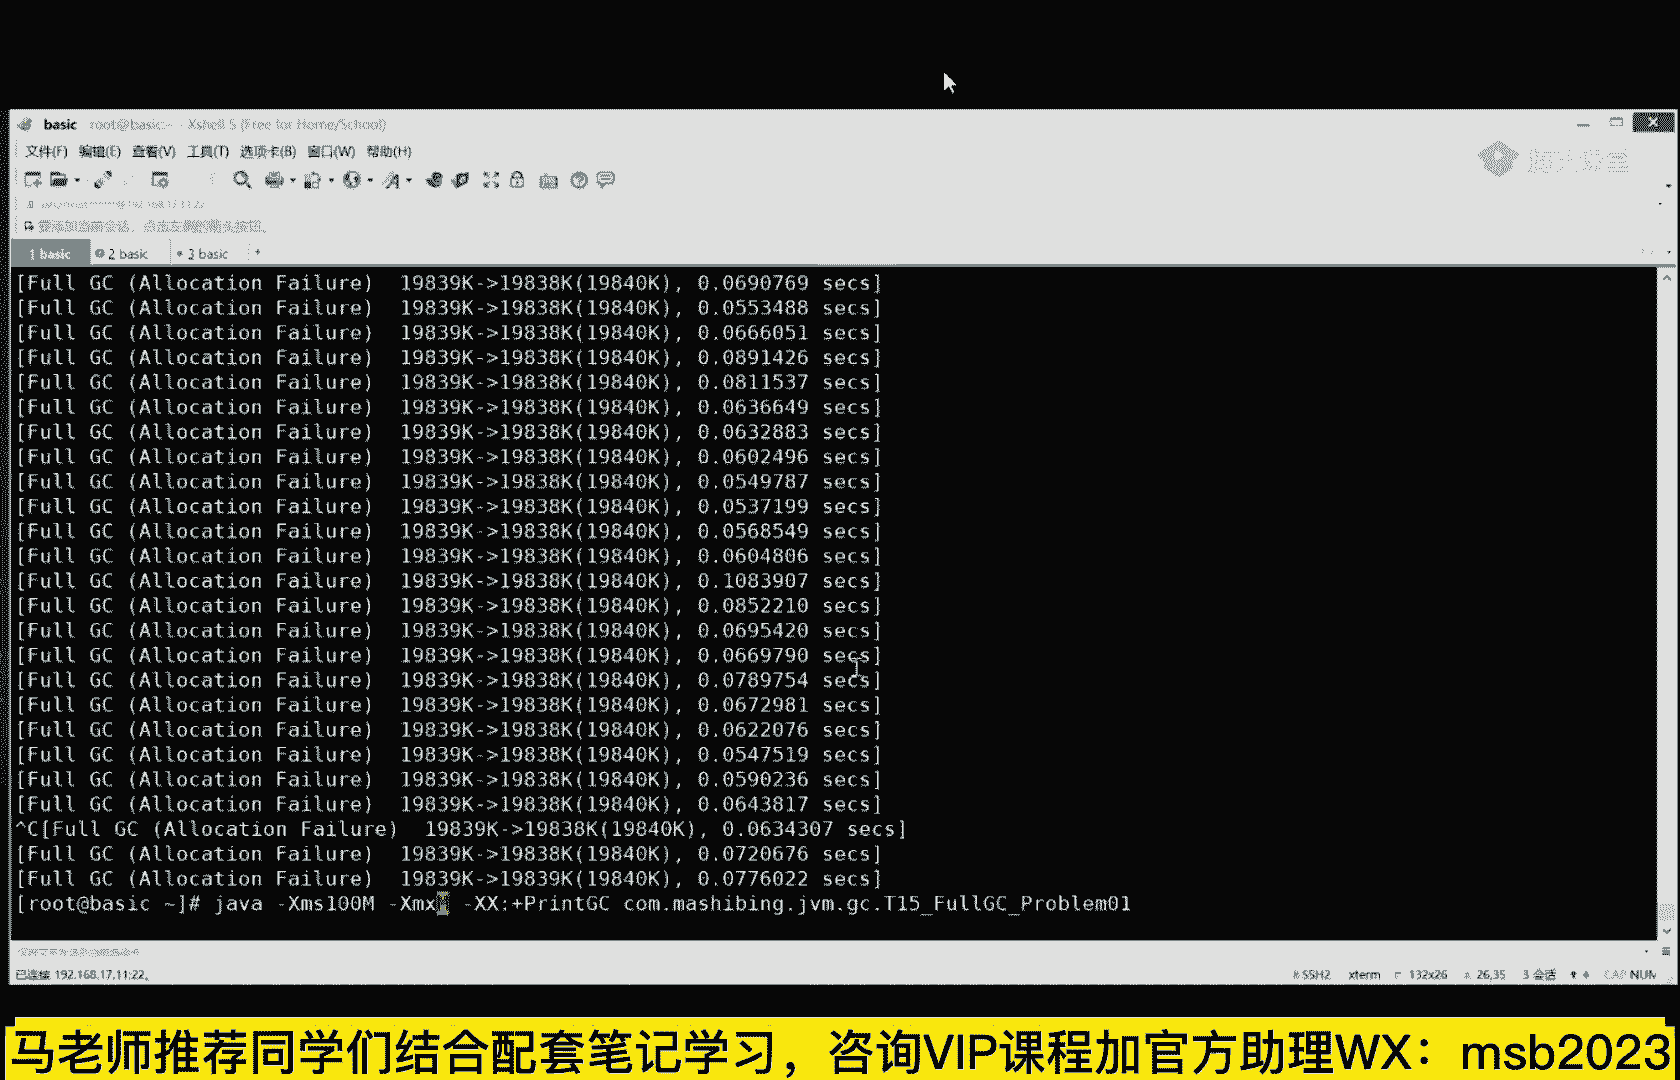 basic root@basic:~ - Xshell 5 (Free for Home/School)
文件(F) 编辑(E) 查看(V) 工具(T) 选项卡(B) 窗口(W) 帮助(H)
1 basic 2 basic 3 basic +
[Full GC (Allocation Failure)  19839K->19838K(19840K), 0.0690769 secs]
[Full GC (Allocation Failure)  19839K->19838K(19840K), 0.0553488 secs]
[Full GC (Allocation Failure)  19839K->19838K(19840K), 0.0666051 secs]
[Full GC (Allocation Failure)  19839K->19838K(19840K), 0.0891426 secs]
[Full GC (Allocation Failure)  19839K->19838K(19840K), 0.0811537 secs]
[Full GC (Allocation Failure)  19839K->19838K(19840K), 0.0636649 secs]
[Full GC (Allocation Failure)  19839K->19838K(19840K), 0.0632883 secs]
[Full GC (Allocation Failure)  19839K->19838K(19840K), 0.0602496 secs]
[Full GC (Allocation Failure)  19839K->19838K(19840K), 0.0549787 secs]
[Full GC (Allocation Failure)  19839K->19838K(19840K), 0.0537199 secs]
[Full GC (Allocation Failure)  19839K->19838K(19840K), 0.0568549 secs]
[Full GC (Allocation Failure)  19839K->19838K(19840K), 0.0604806 secs]
[Full GC (Allocation Failure)  19839K->19838K(19840K), 0.1083907 secs]
[Full GC (Allocation Failure)  19839K->19838K(19840K), 0.0852210 secs]
[Full GC (Allocation Failure)  19839K->19838K(19840K), 0.0695420 secs]
[Full GC (Allocation Failure)  19839K->19838K(19840K), 0.0669790 secs]
[Full GC (Allocation Failure)  19839K->19838K(19840K), 0.0789754 secs]
[Full GC (Allocation Failure)  19839K->19838K(19840K), 0.0672981 secs]
[Full GC (Allocation Failure)  19839K->19838K(19840K), 0.0622076 secs]
[Full GC (Allocation Failure)  19839K->19838K(19840K), 0.0547519 secs]
[Full GC (Allocation Failure)  19839K->19838K(19840K), 0.0590236 secs]
[Full GC (Allocation Failure)  19839K->19838K(19840K), 0.0643817 secs]
^C[Full GC (Allocation Failure)  19839K->19838K(19840K), 0.0634307 secs]
[Full GC (Allocation Failure)  19839K->19838K(19840K), 0.0720676 secs]
[Full GC (Allocation Failure)  19839K->19839K(19840K), 0.0776022 secs]
[root@basic ~]# java -Xms100M -Xmx -XX:+PrintGC com.mashibing.jvm.gc.T15_FullGC_Problem01
已连接 192.168.17.11:22。 SSH2 xterm 132x26 26,35 3 会话 CAP NUM
马老师推荐同学们结合配套笔记学习，咨询VIP课程加官方助理WX：msb2023